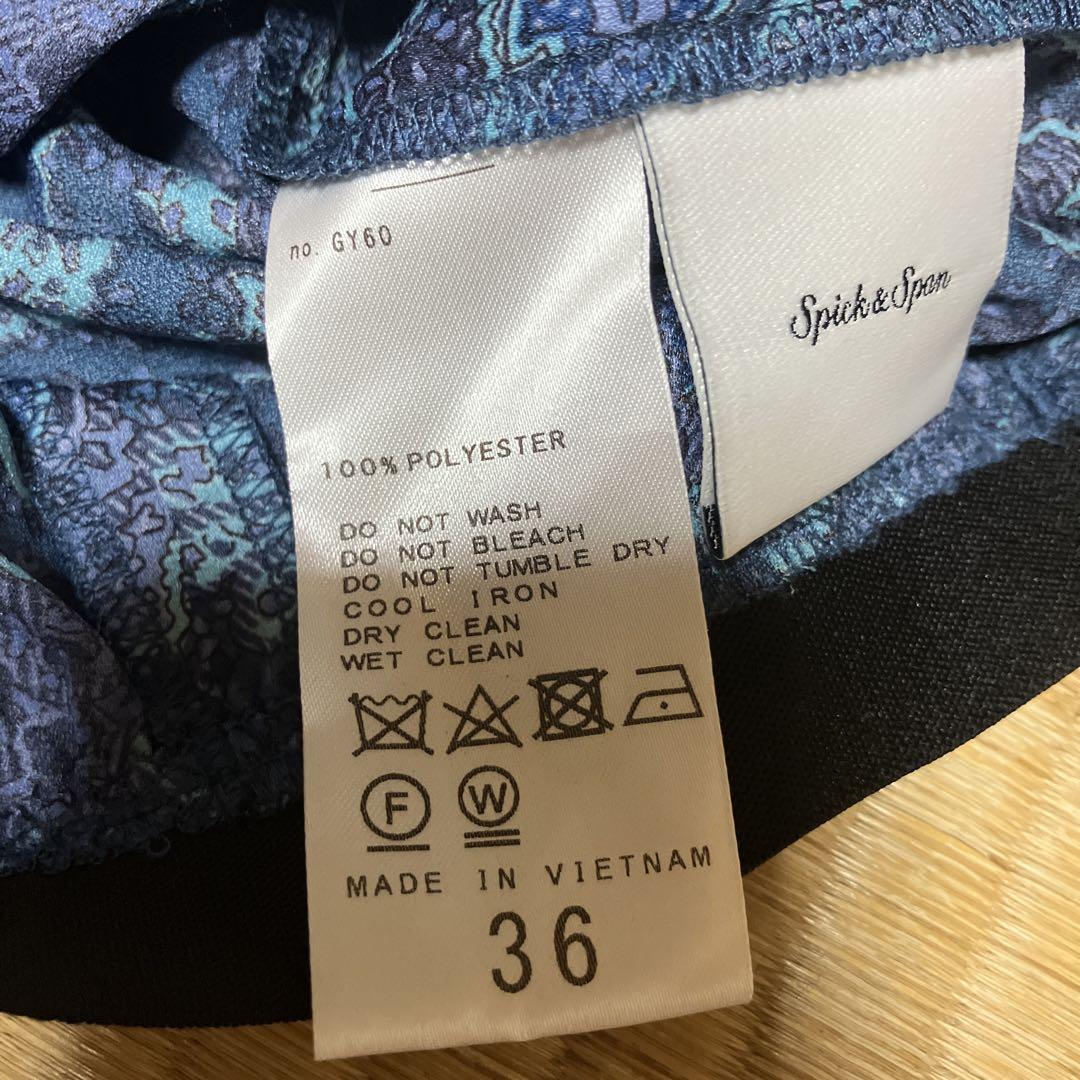 no. GY60
Spick & Span
100% POLYESTER
DO NOT WASH
DO NOT BLEACH
DO NOT TUMBLE DRY
COOL IRON
DRY CLEAN
WET CLEAN
F W
MADE IN VIETNAM
36